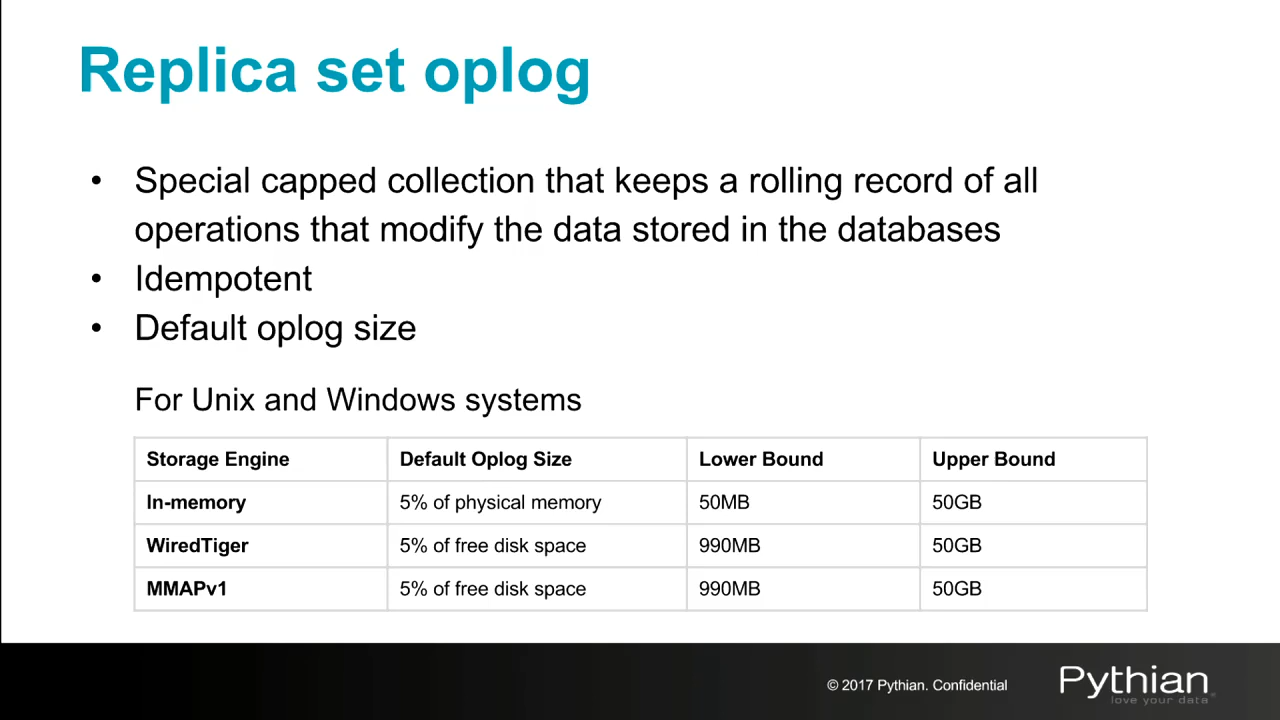 Replica set oplog
• Special capped collection that keeps a rolling record of all
operations that modify the data stored in the databases
• Idempotent
• Default oplog size
For Unix and Windows systems
Storage Engine Default Oplog Size Lower Bound Upper Bound
In-memory 5% of physical memory 50MB 50GB
WiredTiger 5% of free disk space 990MB 50GB
MMAPv1 5% of free disk space 990MB 50GB
© 2017 Pythian. Confidential
Pythian
love your data